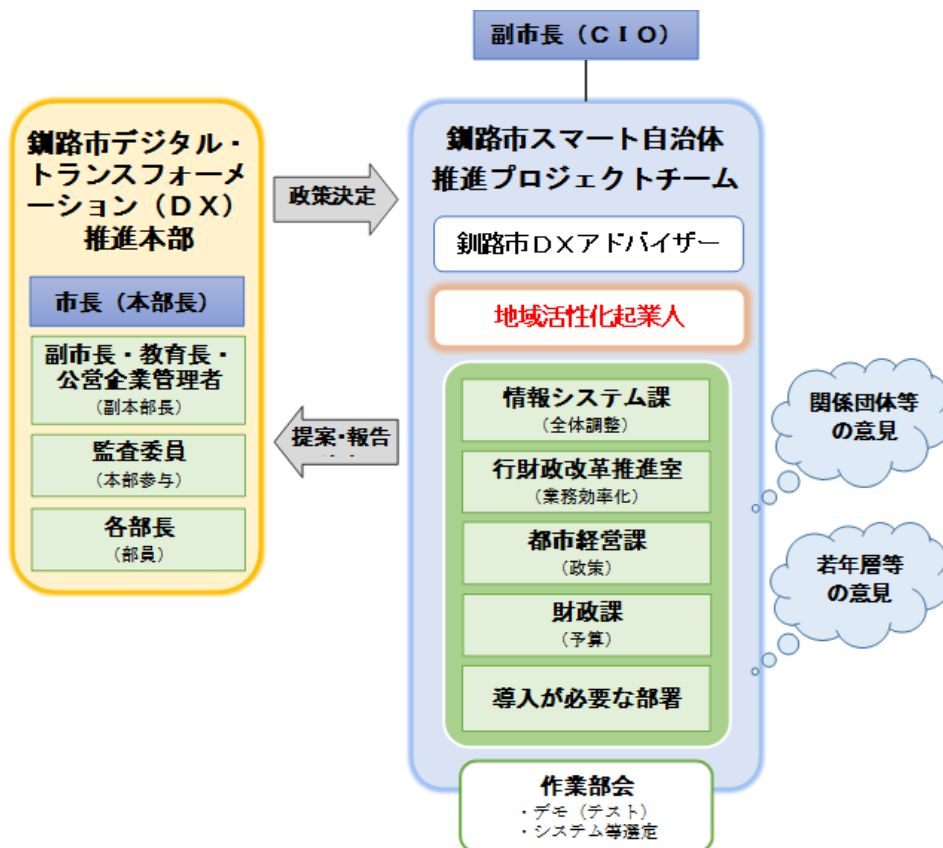 副市長（ＣＩＯ）
釧路市デジタル・
トランスフォーメ
ーション（ＤＸ）
推進本部
市長（本部長）
副市長・教育長・
公営企業管理者
（副本部長）
監査委員
（本部参与）
各部長
（部員）
政策決定
提案・報告
釧路市スマート自治体
推進プロジェクトチーム
釧路市ＤＸアドバイザー
地域活性化起業人
情報システム課
（全体調整）
行財政改革推進室
（業務効率化）
都市経営課
（政策）
財政課
（予算）
導入が必要な部署
作業部会
・デモ（テスト）
・システム等選定
関係団体等
の意見
若年層等
の意見